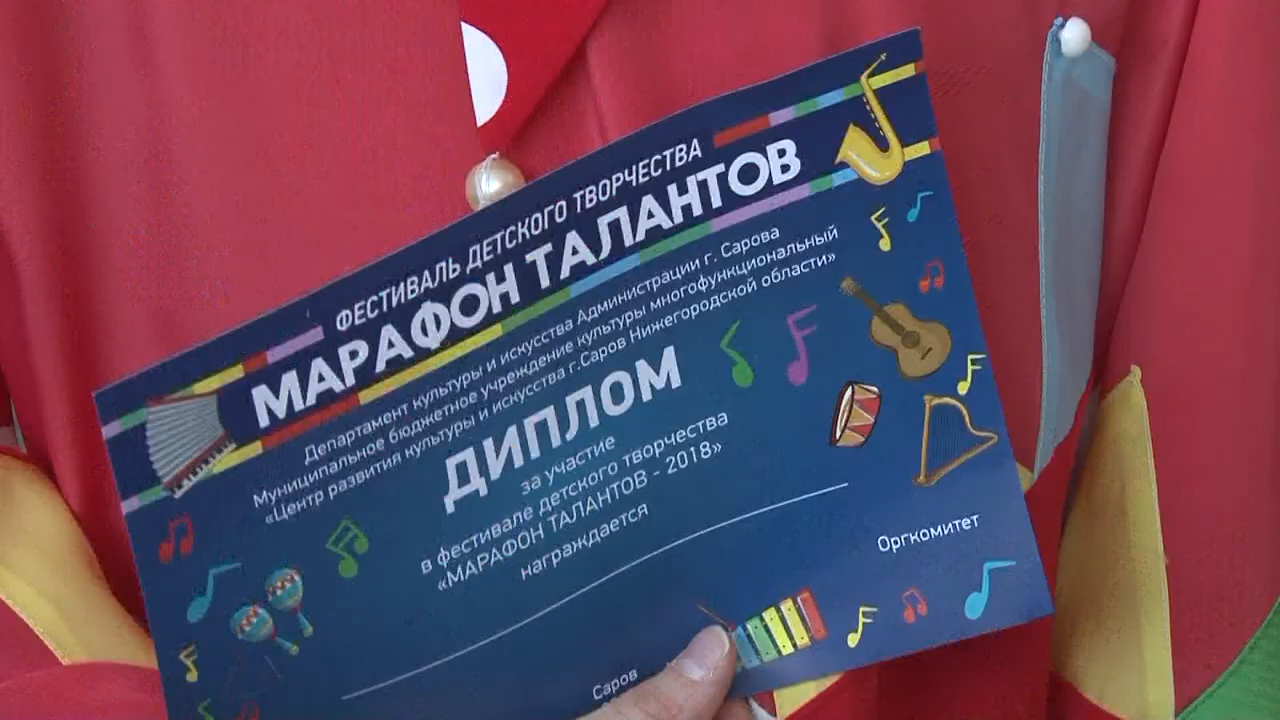 ФЕСТИВАЛЬ ДЕТСКОГО ТВОРЧЕСТВА
МАРАФОН ТАЛАНТОВ
Департамент культуры и искусства Администрации г. Сарова
Муниципальное бюджетное учреждение культуры многофункциональный
«Центр развития культуры и искусства г.Саров Нижегородской области»
ДИПЛОМ
за участие
в фестивале детского творчества
«МАРАФОН ТАЛАНТОВ - 2018»
награждается
Оргкомитет
Саров